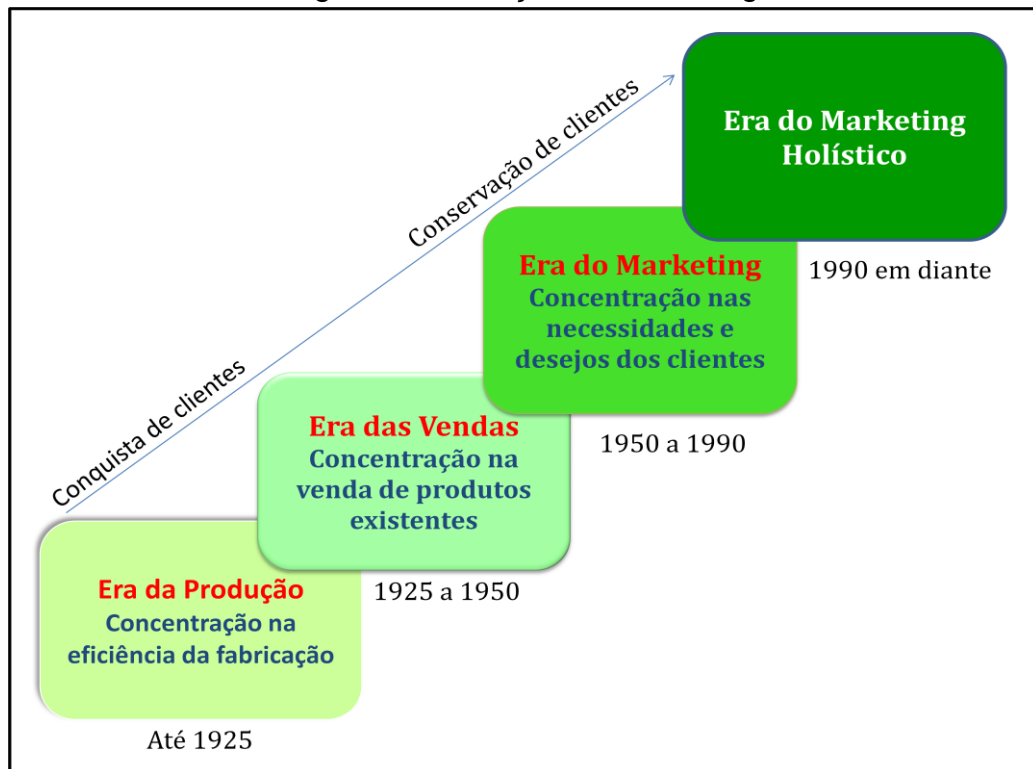 Era do Marketing
Holístico
1990 em diante
Conservação de clientes
Era do Marketing
Concentração nas
necessidades e
desejos dos clientes
1950 a 1990
Conquista de clientes
Era das Vendas
Concentração na
venda de produtos
existentes
1925 a 1950
Era da Produção
Concentração na
eficiência da fabricação
Até 1925